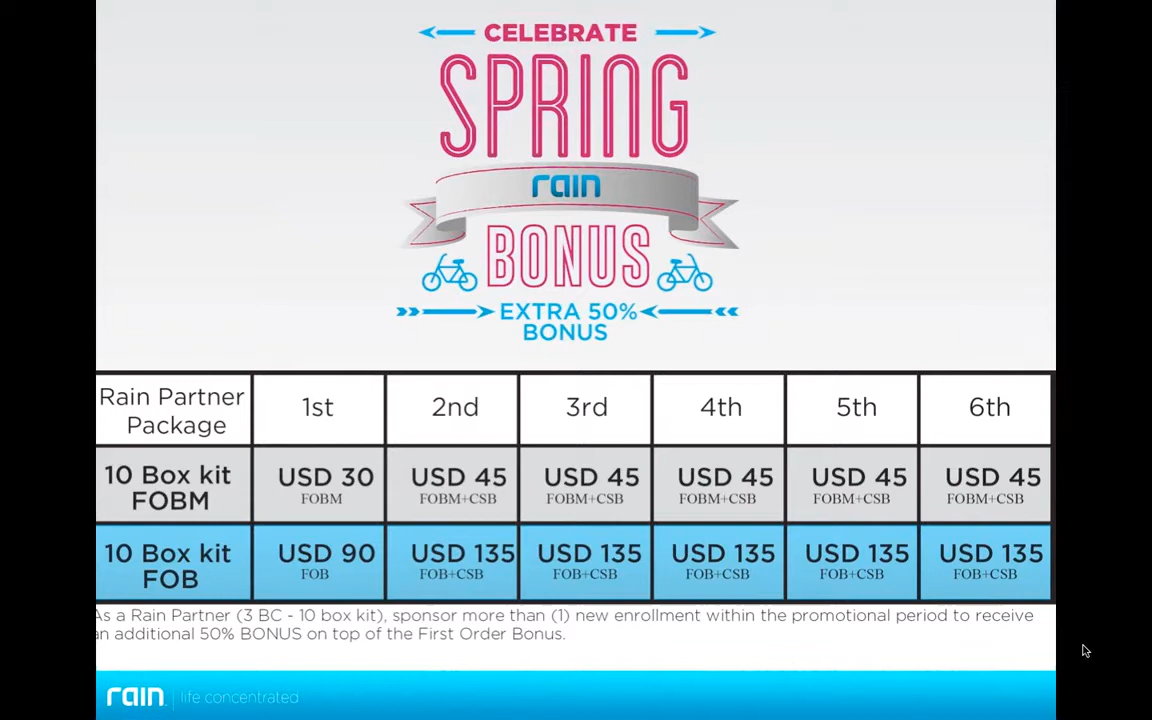 CELEBRATE
SPRING
rain
BONUS
EXTRA 50%
BONUS
Rain Partner
Package
1st
2nd
3rd
4th
5th
6th
10 Box kit
FOBM
USD 30
FOBM
USD 45
FOBM+CSB
USD 45
FOBM+CSB
USD 45
FOBM+CSB
USD 45
FOBM+CSB
USD 45
FOBM+CSB
10 Box kit
FOB
USD 90
FOB
USD 135
FOB+CSB
USD 135
FOB+CSB
USD 135
FOB+CSB
USD 135
FOB+CSB
USD 135
FOB+CSB
As a Rain Partner (3 BC - 10 box kit), sponsor more than (1) new enrollment within the promotional period to receive
an additional 50% BONUS on top of the First Order Bonus.
rain | life concentrated